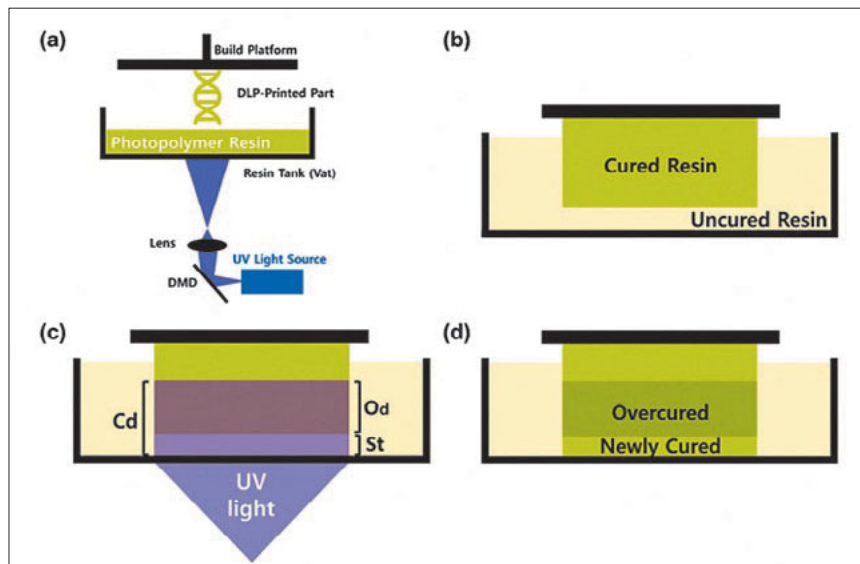 (a)
Build Platform
DLP-Printed Part
Photopolymer Resin
Resin Tank (Vat)
Lens
UV Light Source
DMD
(b)
Cured Resin
Uncured Resin
(c)
Cd
Od
St
UV
light
(d)
Overcured
Newly Cured